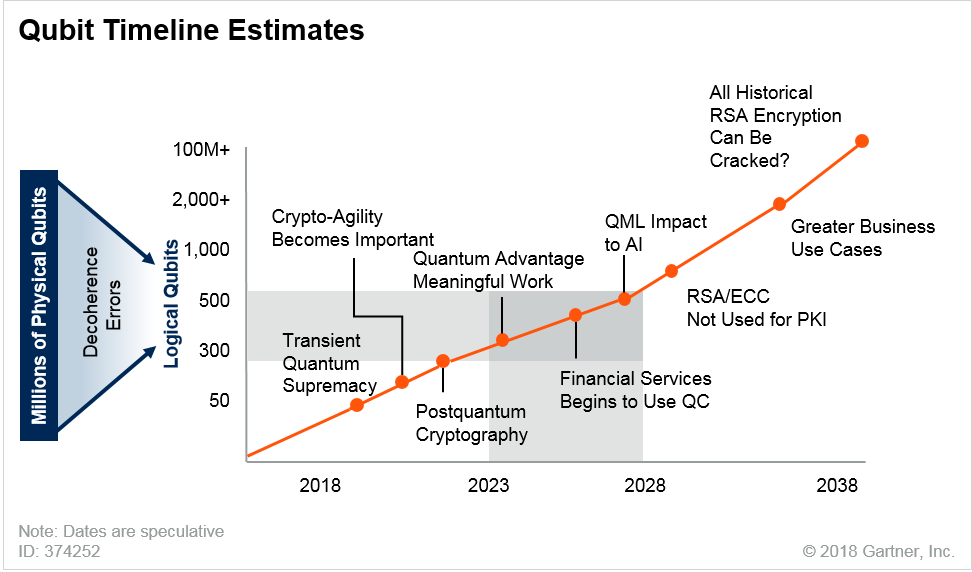 Qubit Timeline Estimates
Millions of Physical Qubits
Decoherence
Errors
Logical Qubits
100M+
2,000+
1,000
500
300
50
Transient
Quantum
Supremacy
Crypto-Agility
Becomes Important
Postquantum
Cryptography
Quantum Advantage
Meaningful Work
Financial Services
Begins to Use QC
QML Impact
to AI
RSA/ECC
Not Used for PKI
Greater Business
Use Cases
All Historical
RSA Encryption
Can Be
Cracked?
2018
2023
2028
2038
Note: Dates are speculative
ID: 374252
© 2018 Gartner, Inc.